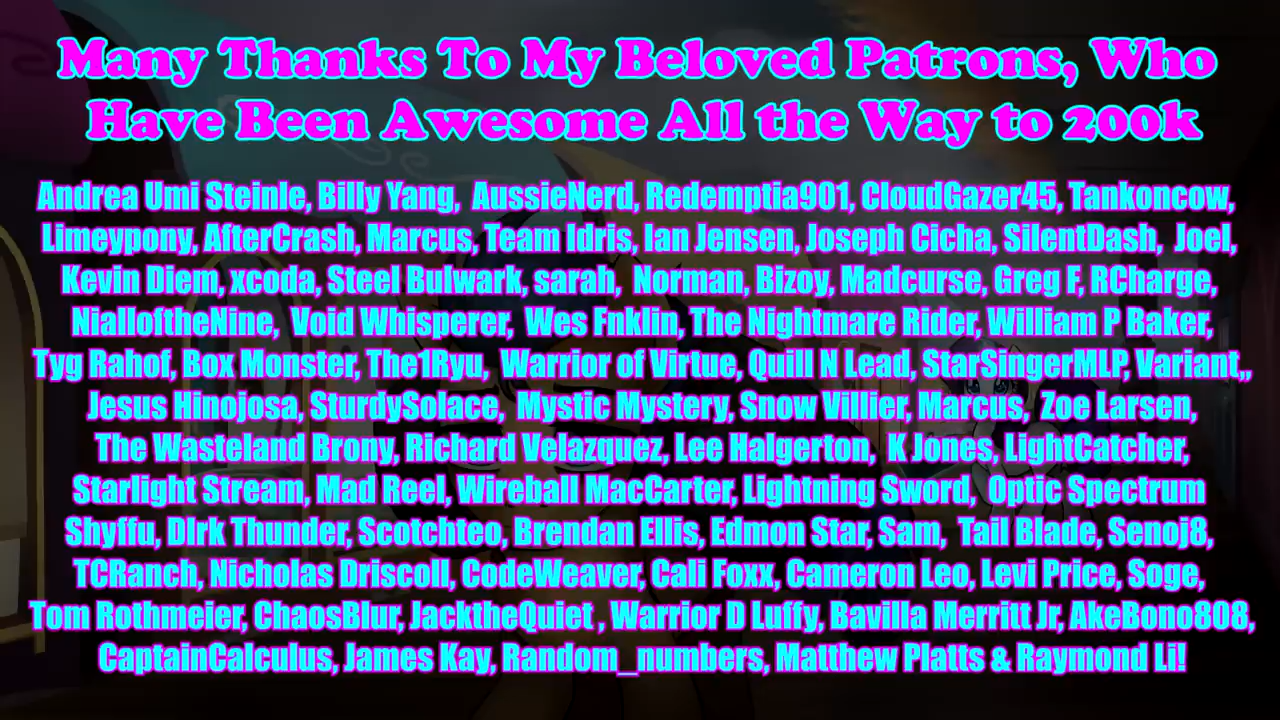 Many Thanks To My Beloved Patrons, Who
Have Been Awesome All the Way to 200k
Andrea Umi Steinle, Billy Yang, AussieNerd, Redemptia901, CloudGazer45, Tankoncow,
Limeypony, AfterCrash, Marcus, Team Idris, Ian Jensen, Joseph Cicha, SilentDash, Joel,
Kevin Diem, xcoda, Steel Bulwark, sarah, Norman, Bizoy, Madcurse, Greg F, RCharge,
NialloftheNine, Void Whisperer, Wes Fnklin, The Nightmare Rider, William P Baker,
Tyg Rahof, Box Monster, The1Ryu, Warrior of Virtue, Quill N Lead, StarSingerMLP, Variant,,
Jesus Hinojosa, SturdySolace, Mystic Mystery, Snow Villier, Marcus, Zoe Larsen,
The Wasteland Brony, Richard Velazquez, Lee Halgerton, K Jones, LightCatcher,
Starlight Stream, Mad Reel, Wireball MacCarter, Lightning Sword, Optic Spectrum
Shyffu, DIrk Thunder, Scotchteo, Brendan Ellis, Edmon Star, Sam, Tail Blade, Senoj8,
TCRanch, Nicholas Driscoll, CodeWeaver, Cali Foxx, Cameron Leo, Levi Price, Soge,
Tom Rothmeier, ChaosBlur, JacktheQuiet , Warrior D Luffy, Bavilla Merritt Jr, AkeBono808,
CaptainCalculus, James Kay, Random_numbers, Matthew Platts & Raymond Li!